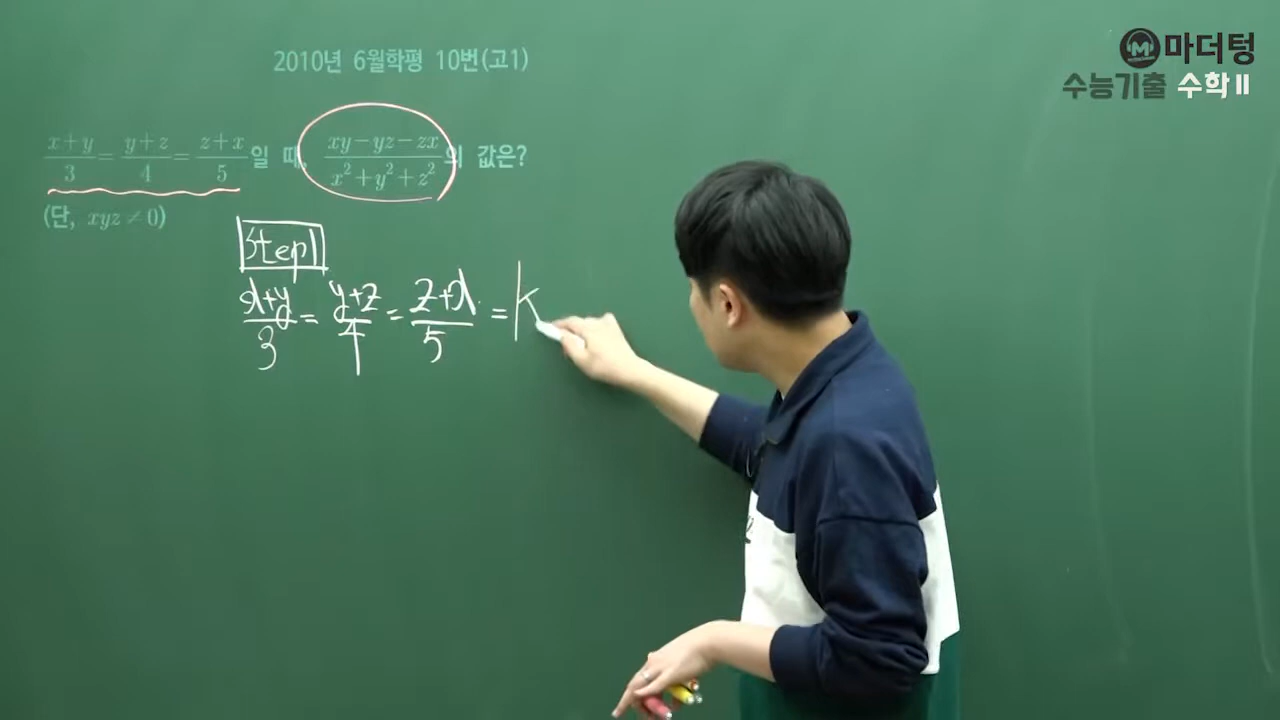 마더텅
수능기출 수학 II
2010년 6월학평 10번(고1)
x+y/3 = y+z/4 = z+x/5 일 때, xy-yz-zx/x²+y²+z² 의 값은?
(단, xyz≠0)
Step1
x+y/3 = y+z/4 = z+x/5 = k